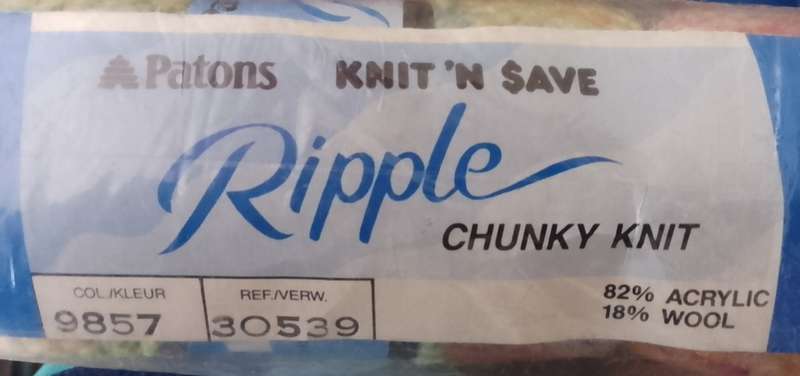 Patons KNIT 'N $AVE
Ripple
CHUNKY KNIT
COL./KLEUR REF./VERW.
9857 30539
82% ACRYLIC
18% WOOL